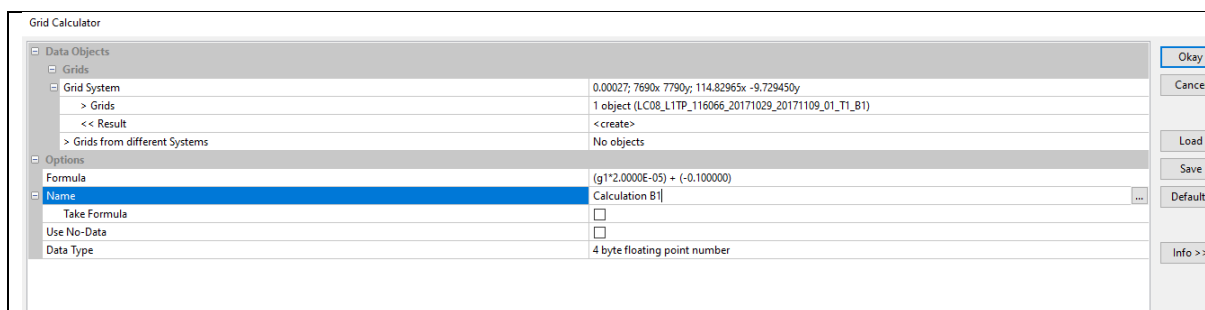 Grid Calculator
Data Objects
Grids
Grid System 0.00027; 7690x 7790y; 114.82965x -9.729450y
> Grids 1 object (LC08_L1TP_116066_20171029_20171109_01_T1_B1)
<< Result <create>
> Grids from different Systems No objects
Options
Formula (g1*2.0000E-05) + (-0.100000)
Name Calculation B1 ...
Take Formula
Use No-Data
Data Type 4 byte floating point number
Okay
Cance
Load
Save
Default
Info >>